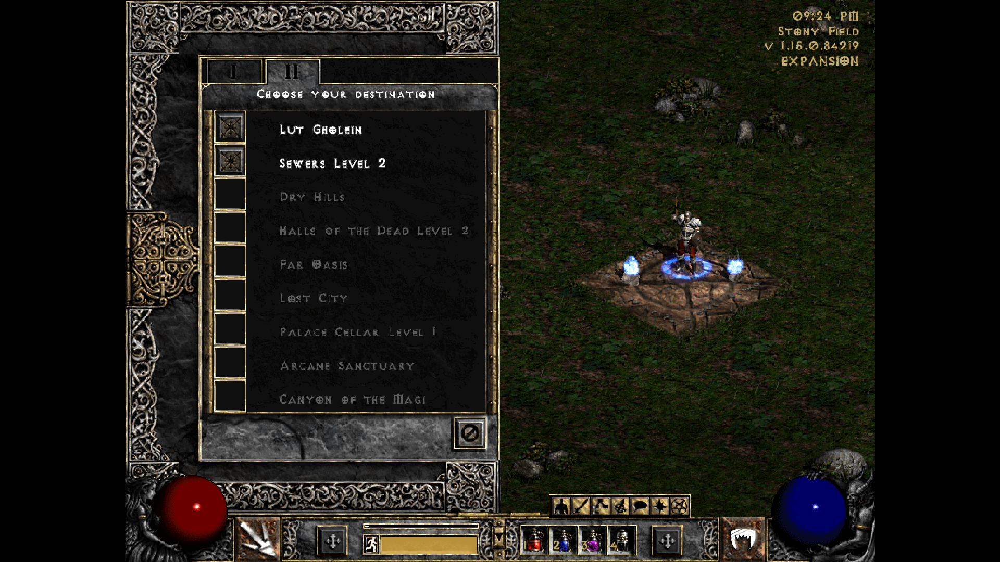 I II
CHOOSE YOUR DESTINATION
LUT GHOLEIN
SEWERS LEVEL 2
DRY HILLS
HALLS OF THE DEAD LEVEL 2
FAR OASIS
LOST CITY
PALACE CELLAR LEVEL 1
ARCANE SANCTUARY
CANYON OF THE MAGI
09:24 PM
STONY FIELD
V 1.15.0.84219
EXPANSION
1 2 3 4